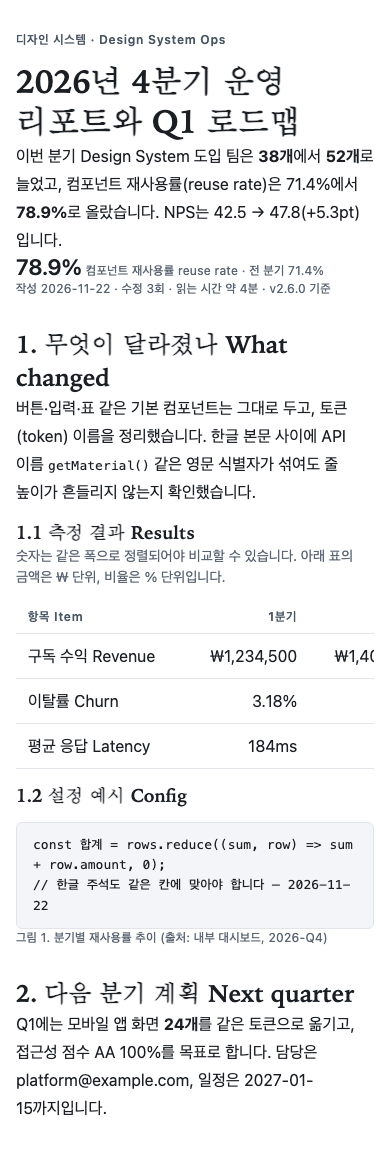 디자인 시스템 · Design System Ops
2026년 4분기 운영
리포트와 Q1 로드맵
이번 분기 Design System 도입 팀은 38개에서 52개로
늘었고, 컴포넌트 재사용률(reuse rate)은 71.4%에서
78.9%로 올랐습니다. NPS는 42.5 → 47.8(+5.3pt)
입니다.
78.9% 컴포넌트 재사용률 reuse rate · 전 분기 71.4%
작성 2026-11-22 · 수정 3회 · 읽는 시간 약 4분 · v2.6.0 기준
1. 무엇이 달라졌나 What
changed
버튼·입력·표 같은 기본 컴포넌트는 그대로 두고, 토큰
(token) 이름을 정리했습니다. 한글 본문 사이에 API
이름 getMaterial() 같은 영문 식별자가 섞여도 줄
높이가 흔들리지 않는지 확인했습니다.
1.1 측정 결과 Results
숫자는 같은 폭으로 정렬되어야 비교할 수 있습니다. 아래 표의
금액은 ₩ 단위, 비율은 % 단위입니다.
항목 Item 1분기
구독 수익 Revenue ₩1,234,500 ₩1,40
이탈률 Churn 3.18%
평균 응답 Latency 184ms
1.2 설정 예시 Config
const 합계 = rows.reduce((sum, row) => sum
+ row.amount, 0);
// 한글 주석도 같은 칸에 맞아야 합니다 — 2026-11-
22
그림 1. 분기별 재사용률 추이 (출처: 내부 대시보드, 2026-Q4)
2. 다음 분기 계획 Next quarter
Q1에는 모바일 앱 화면 24개를 같은 토큰으로 옮기고,
접근성 점수 AA 100%를 목표로 합니다. 담당은
platform@example.com, 일정은 2027-01-
15까지입니다.